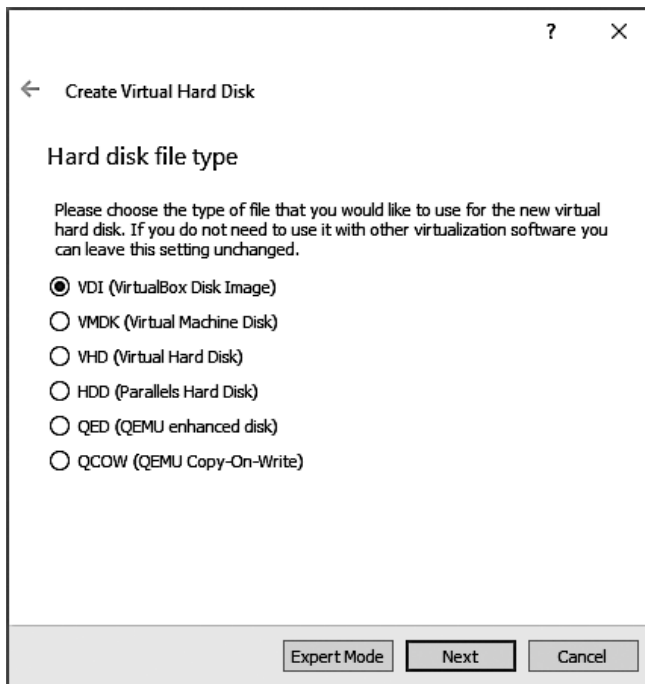 ?
Create Virtual Hard Disk
Hard disk file type
Please choose the type of file that you would like to use for the new virtual
hard disk. If you do not need to use it with other virtualization software you
can leave this setting unchanged.
VDI (VirtualBox Disk Image)
VMDK (Virtual Machine Disk)
VHD (Virtual Hard Disk)
HDD (Parallels Hard Disk)
QED (QEMU enhanced disk)
QCOW (QEMU Copy-On-Write)
Expert Mode Next Cancel